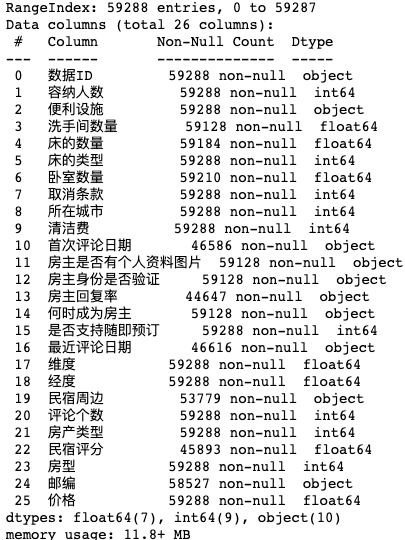 RangeIndex: 59288 entries, 0 to 59287
Data columns (total 26 columns):
 #   Column         Non-Null Count  Dtype
---  ------         --------------  -----
 0   数据ID           59288 non-null  object
 1   容纳人数           59288 non-null  int64
 2   便利设施           59288 non-null  object
 3   洗手间数量          59128 non-null  float64
 4   床的数量           59184 non-null  float64
 5   床的类型           59288 non-null  int64
 6   卧室数量           59210 non-null  float64
 7   取消条款           59288 non-null  int64
 8   所在城市           59288 non-null  int64
 9   清洁费            59288 non-null  int64
 10  首次评论日期         46586 non-null  object
 11  房主是否有个人资料图片    59128 non-null  object
 12  房主身份是否验证       59128 non-null  object
 13  房主回复率          44647 non-null  object
 14  何时成为房主         59128 non-null  object
 15  是否支持随即预订       59288 non-null  int64
 16  最近评论日期         46616 non-null  object
 17  维度             59288 non-null  float64
 18  经度             59288 non-null  float64
 19  民宿周边           53779 non-null  object
 20  评论个数           59288 non-null  int64
 21  房产类型           59288 non-null  int64
 22  民宿评分           45893 non-null  float64
 23  房型             59288 non-null  int64
 24  邮编             58527 non-null  object
 25  价格             59288 non-null  float64
dtypes: float64(7), int64(9), object(10)
memory usage: 11.8+ MB